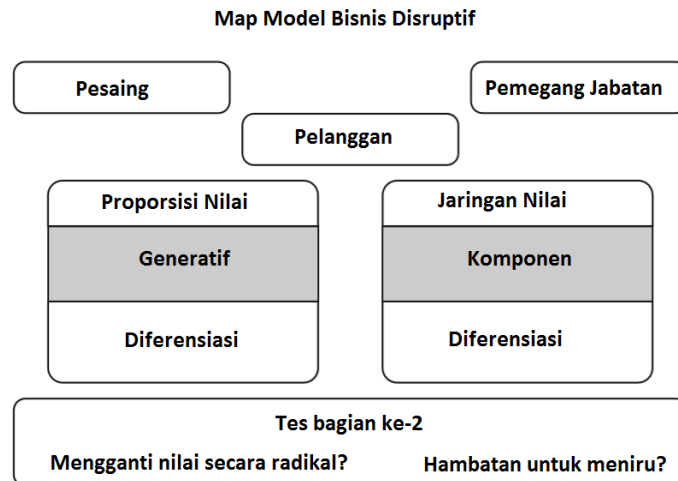 Map Model Bisnis Disruptif
Pesaing
Pemegang Jabatan
Pelanggan
Proporsisi Nilai
Generatif
Diferensiasi
Jaringan Nilai
Komponen
Diferensiasi
Tes bagian ke-2
Mengganti nilai secara radikal?
Hambatan untuk meniru?